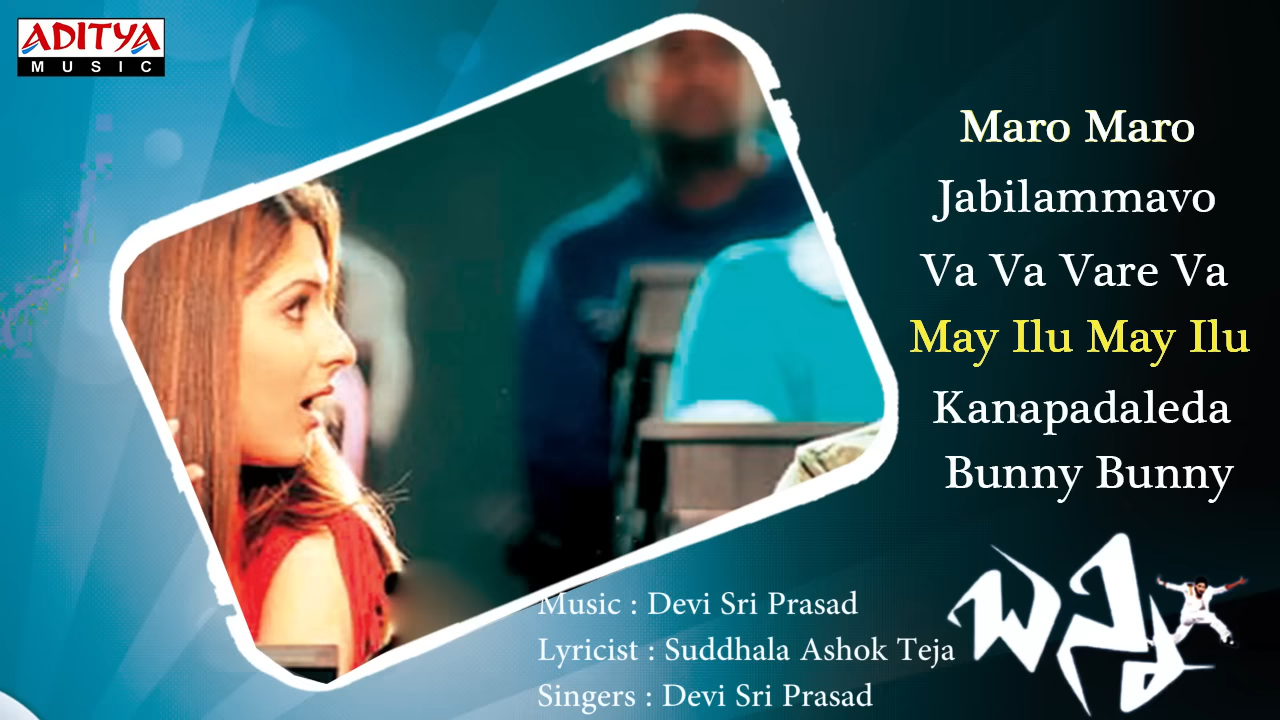 ADITYA
MUSIC
Maro Maro
Jabilammavo
Va Va Vare Va
May Ilu May Ilu
Kanapadaleda
Bunny Bunny
Music : Devi Sri Prasad
Lyricist : Suddhala Ashok Teja
Singers : Devi Sri Prasad
బన్ని